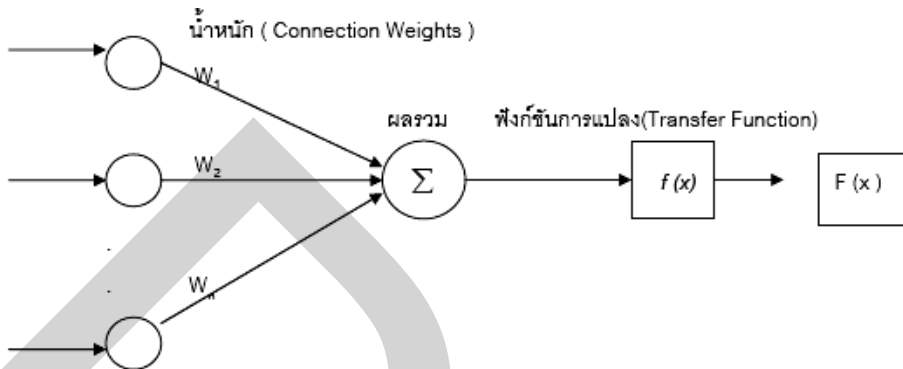 น้ำหนัก ( Connection Weights )
W₁
ผลรวม ฟังก์ชันการแปลง(Transfer Function)
W₂
Σ
f (x)
F (x )
Wₙ